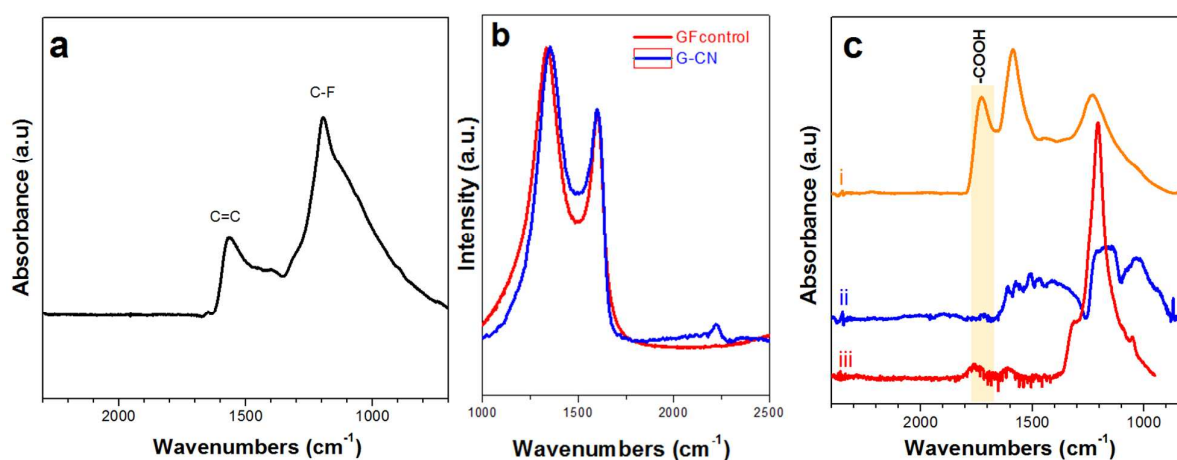 a
C-F
C=C
Absorbance (a.u)
2000 1500 1000
Wavenumbers (cm⁻¹)
b
GFcontrol
G-CN
Intensity (a.u.)
1000 1500 2000 2500
Wavenumbers (cm⁻¹)
c
-COOH
i
ii
iii
Absorbance (a.u)
2000 1500 1000
Wavenumbers (cm⁻¹)